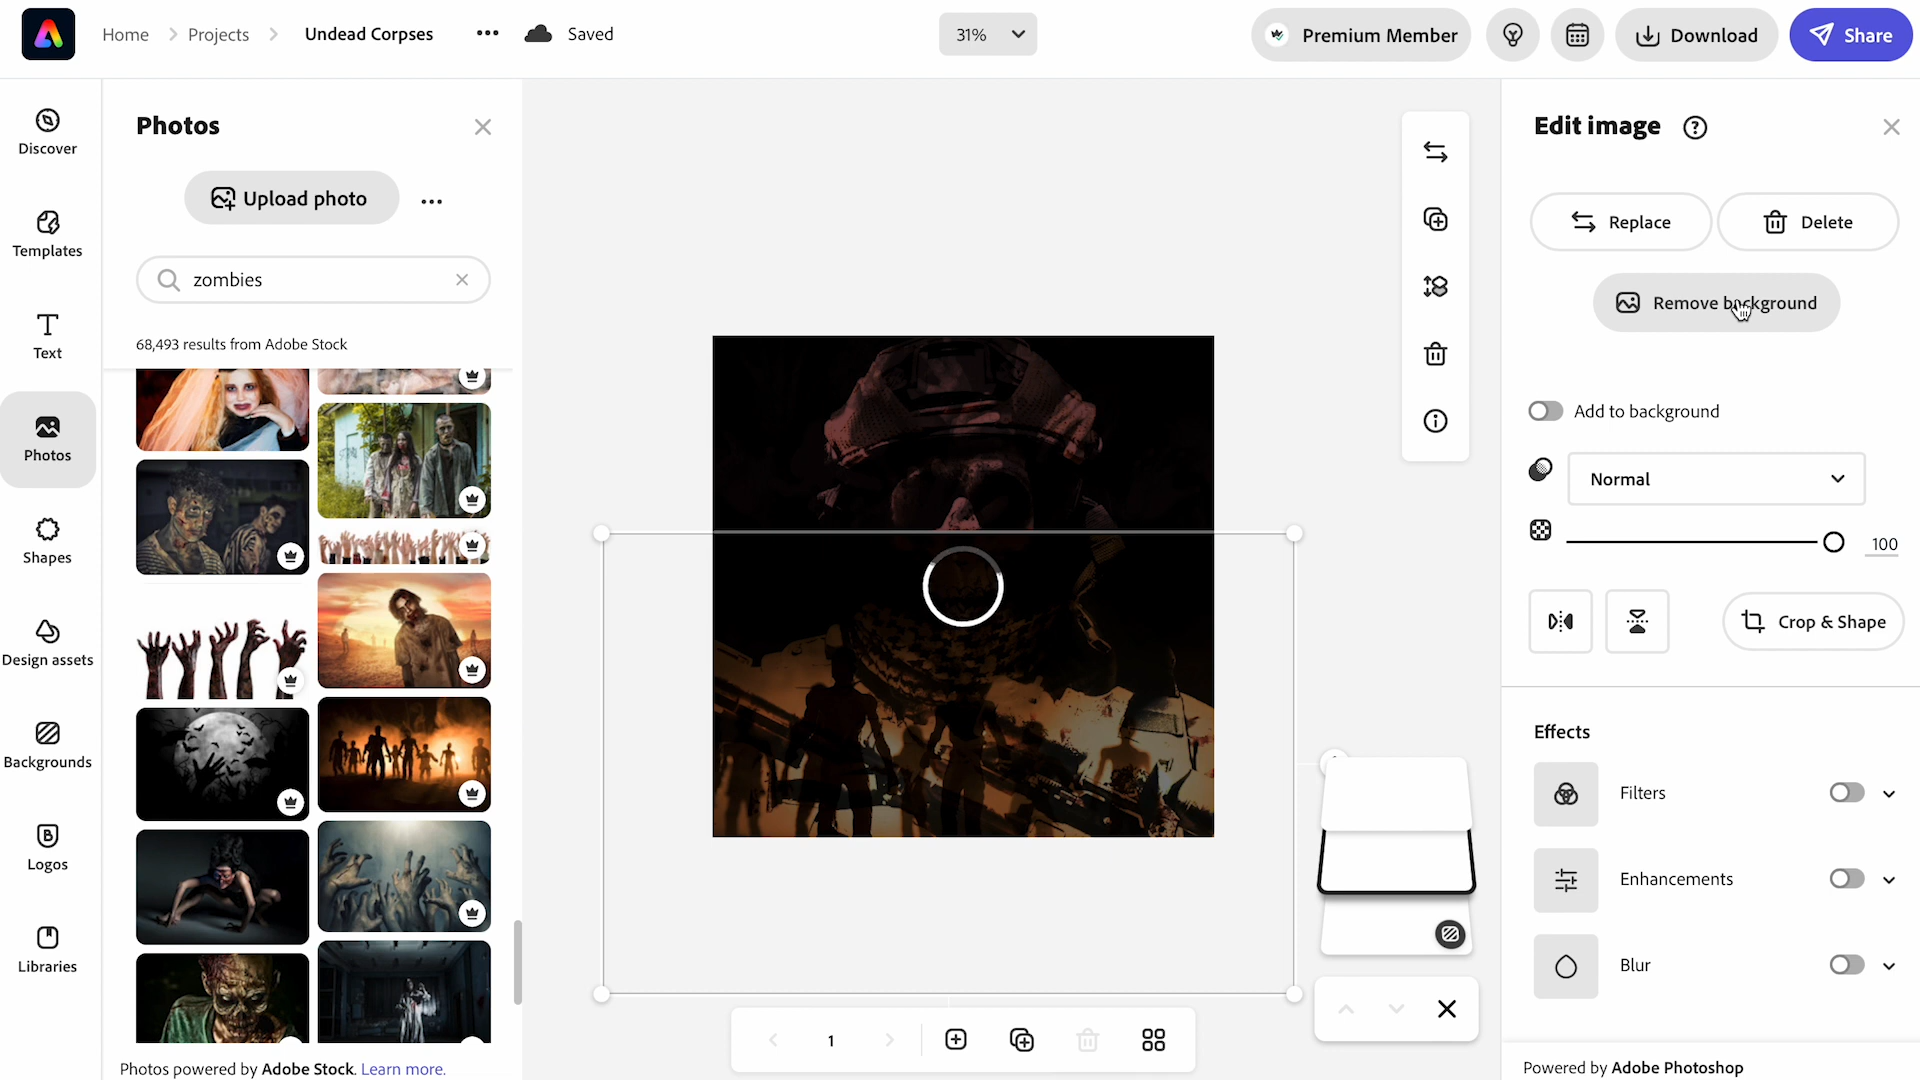 Home
Projects
Undead Corpses
Saved
31%
Premium Member
Download
Share
Discover
Templates
Text
Photos
Shapes
Design assets
Backgrounds
Logos
Libraries
Photos
Upload photo
zombies
68,493 results from Adobe Stock
Photos powered by Adobe Stock. Learn more.
1
Edit image
Replace
Delete
Remove background
Add to background
Normal
100
Crop & Shape
Effects
Filters
Enhancements
Blur
Powered by Adobe Photoshop